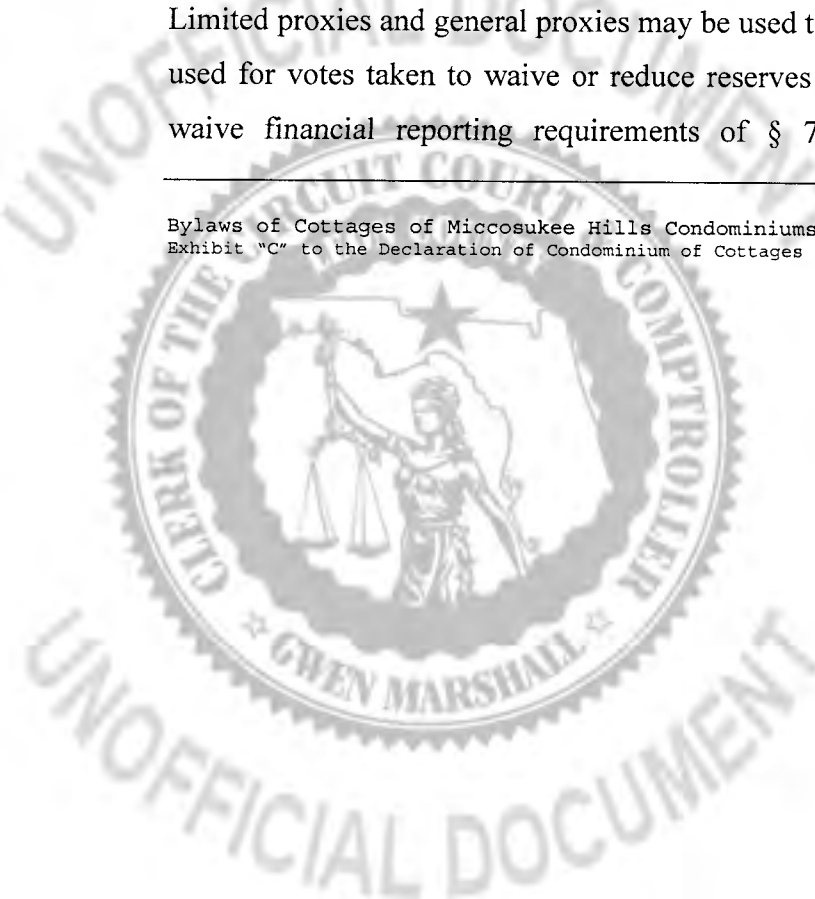 Limited proxies and general proxies may be used t
used for votes taken to waive or reduce reserves
waive financial reporting requirements of § 7
Bylaws of Cottages of Miccosukee Hills Condominiums
Exhibit "C" to the Declaration of Condominium of Cottages
UNOFFICIAL DOCUMENT
CLERK OF THE CIRCUIT COURT COMPTROLLER
GWEN MARSHALL
UNOFFICIAL DOCUMENT